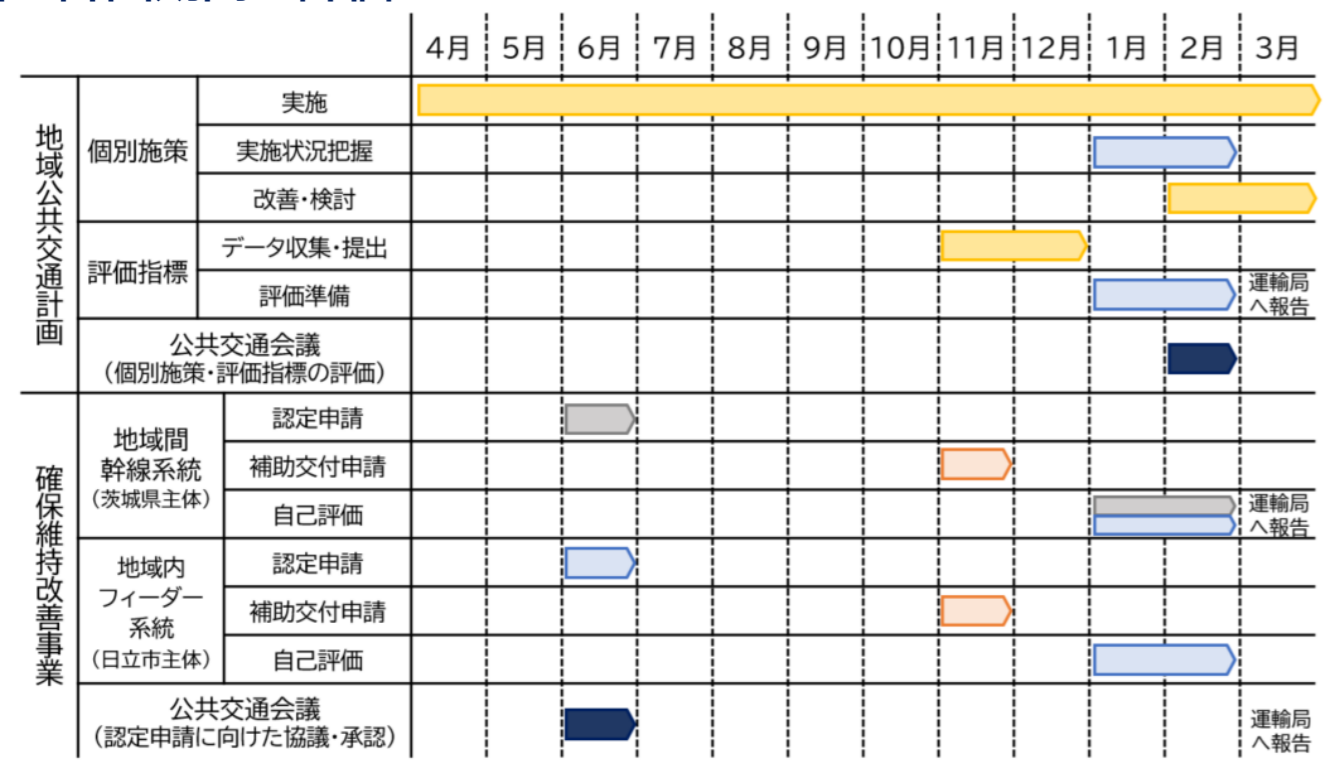 4月 5月 6月 7月 8月 9月 10月 11月 12月 1月 2月 3月
地域公共交通計画
個別施策
実施
実施状況把握
改善・検討
評価指標
データ収集・提出
評価準備
運輸局
へ報告
公共交通会議
（個別施策・評価指標の評価）
確保維持改善事業
地域間
幹線系統
（茨城県主体）
認定申請
補助交付申請
自己評価
運輸局
へ報告
地域内
フィーダー
系統
（日立市主体）
認定申請
補助交付申請
自己評価
公共交通会議
（認定申請に向けた協議・承認）
運輸局
へ報告